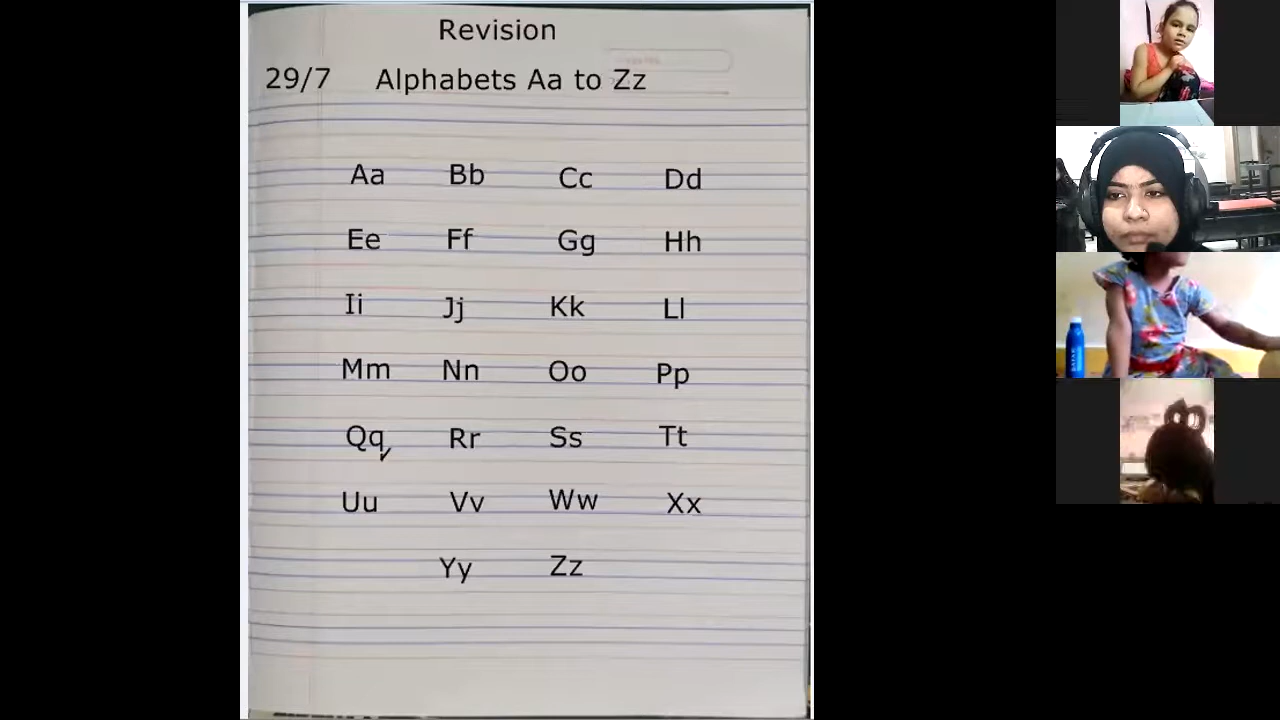 Revision
29/7 Alphabets Aa to Zz
Aa Bb Cc Dd
Ee Ff Gg Hh
Ii Jj Kk Ll
Mm Nn Oo Pp
Qq Rr Ss Tt
Uu Vv Ww Xx
Yy Zz